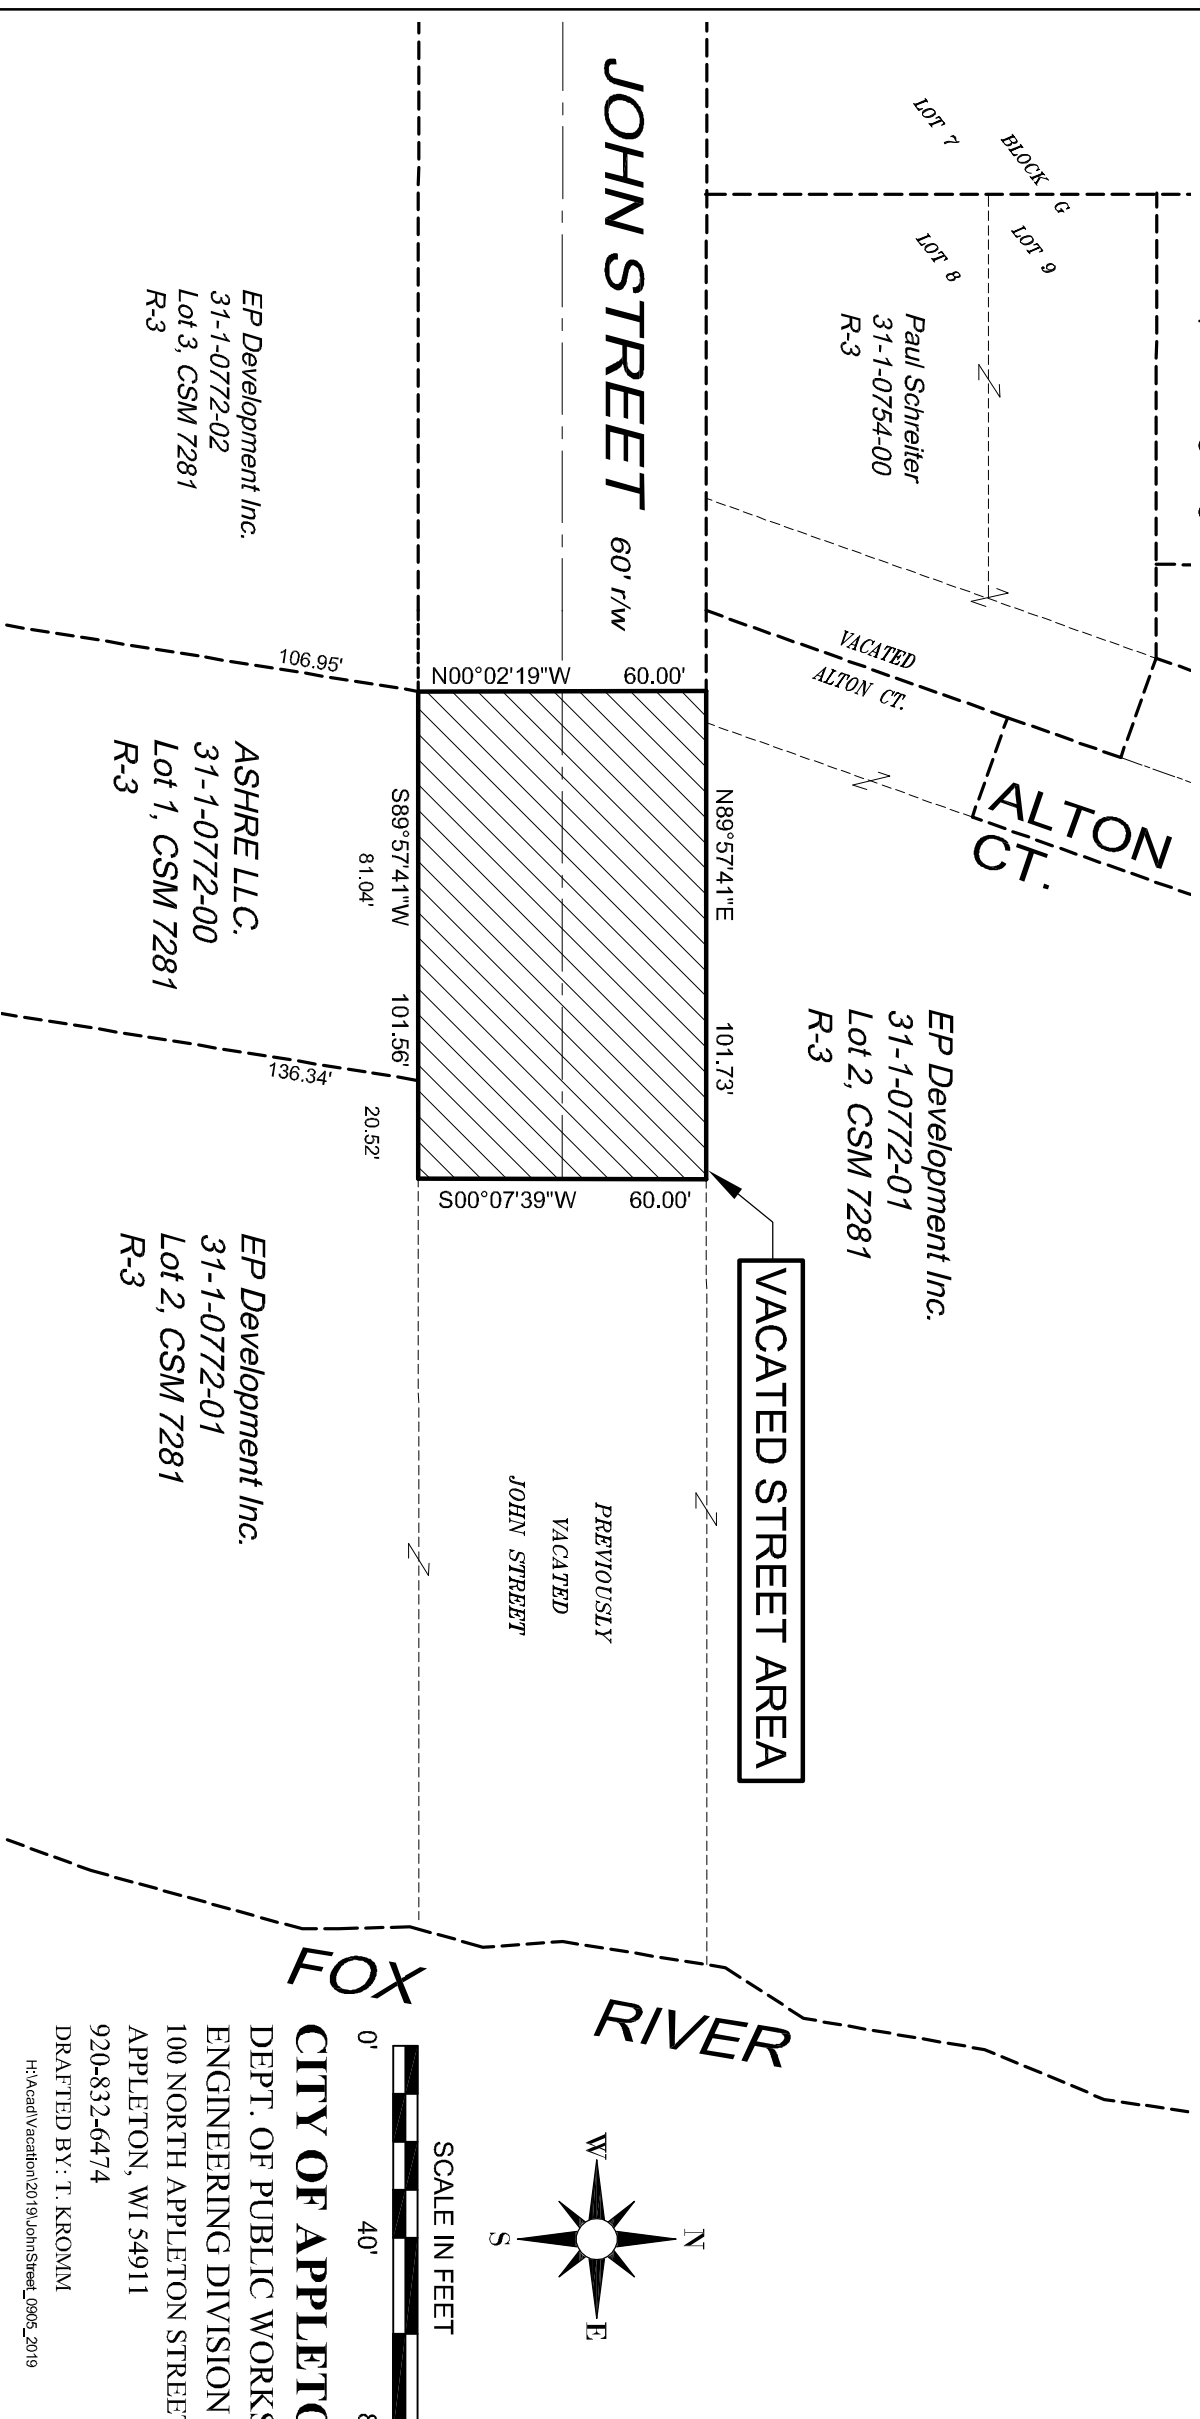 JOHN STREET 60' r/w
LOT 7
BLOCK G
LOT 9
LOT 8
Paul Schreiter
31-1-0754-00
R-3
VACATED
ALTON CT.
ALTON
CT.
EP Development Inc.
31-1-0772-01
Lot 2, CSM 7281
R-3
VACATED STREET AREA
N00°02'19"W 60.00'
N89°57'41"E 101.73'
S89°57'41"W 101.56'
81.04'
20.52'
S00°07'39"W 60.00'
106.95'
136.34'
EP Development Inc.
31-1-0772-02
Lot 3, CSM 7281
R-3
ASHRE LLC.
31-1-0772-00
Lot 1, CSM 7281
R-3
EP Development Inc.
31-1-0772-01
Lot 2, CSM 7281
R-3
PREVIOUSLY
VACATED
JOHN STREET
FOX
RIVER
N
W
E
S
SCALE IN FEET
0' 40'
CITY OF APPLETO
DEPT. OF PUBLIC WORKS
ENGINEERING DIVISION
100 NORTH APPLETON STREET
APPLETON, WI 54911
920-832-6474
DRAFTED BY: T. KROMM
H:\Acad\Vacation\2019\JohnStreet_0905_2019